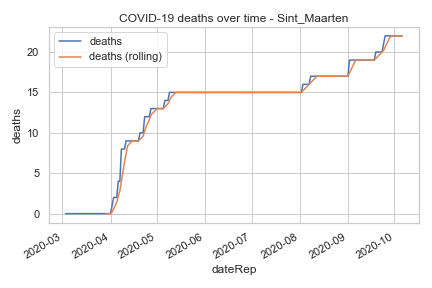 COVID-19 deaths over time - Sint_Maarten
deaths
deaths (rolling)
deaths
20
15
10
5
0
2020-03
2020-04
2020-05
2020-06
2020-07
2020-08
2020-09
2020-10
dateRep